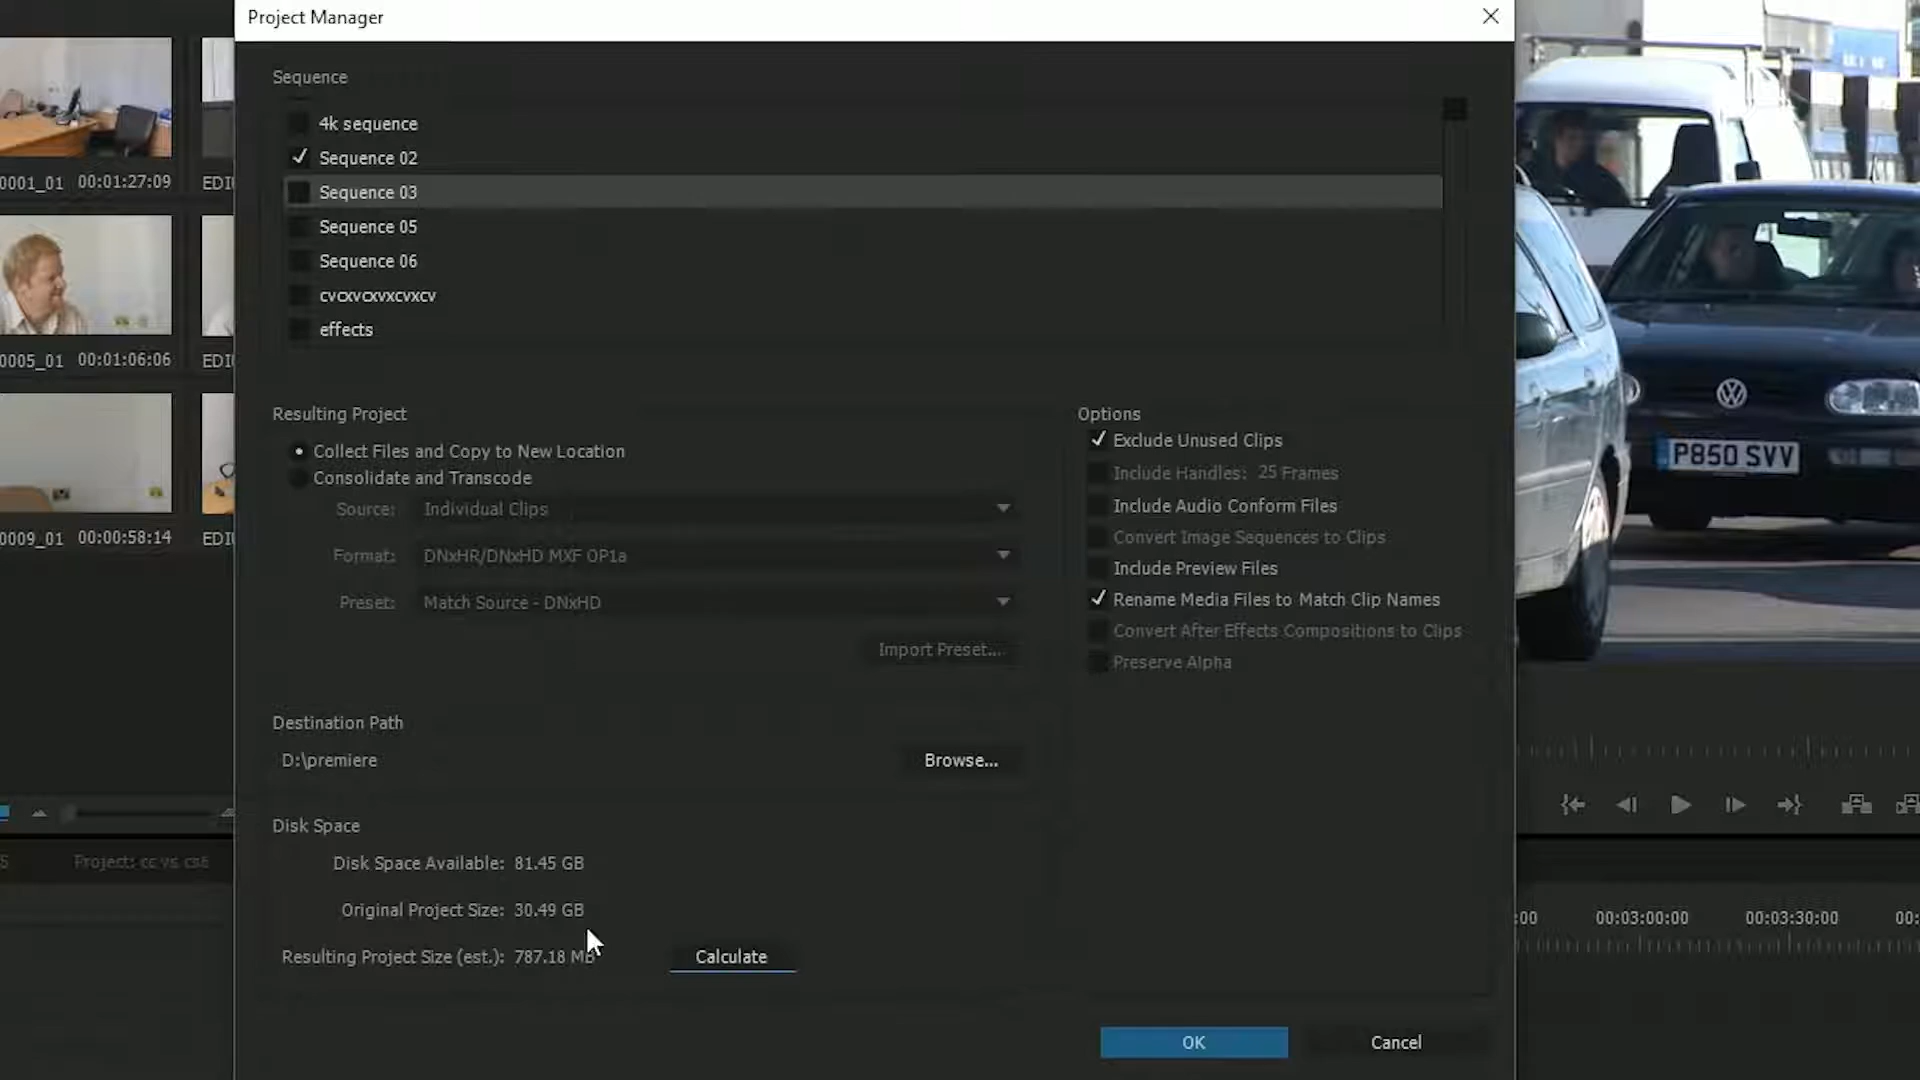 Project Manager
Sequence
4k sequence
Sequence 02
Sequence 03
Sequence 05
Sequence 06
cvcxvcxvxcvxcv
effects
0001_01 00:01:27:09
0005_01 00:01:06:06
0009_01 00:00:58:14
Resulting Project
Collect Files and Copy to New Location
Consolidate and Transcode
Source: Individual Clips
Format: DNxHR/DNxHD MXF OP1a
Preset: Match Source - DNxHD
Import Preset...
Options
Exclude Unused Clips
Include Handles: 25 Frames
Include Audio Conform Files
Convert Image Sequences to Clips
Include Preview Files
Rename Media Files to Match Clip Names
Convert After Effects Compositions to Clips
Preserve Alpha
Destination Path
D:\premiere
Browse...
Disk Space
Disk Space Available: 81.45 GB
Original Project Size: 30.49 GB
Resulting Project Size (est.): 787.18 MB
Calculate
OK
Cancel
Project: cc vs cs6
P850 SVV
:00 00:03:00:00 00:03:30:00 00: